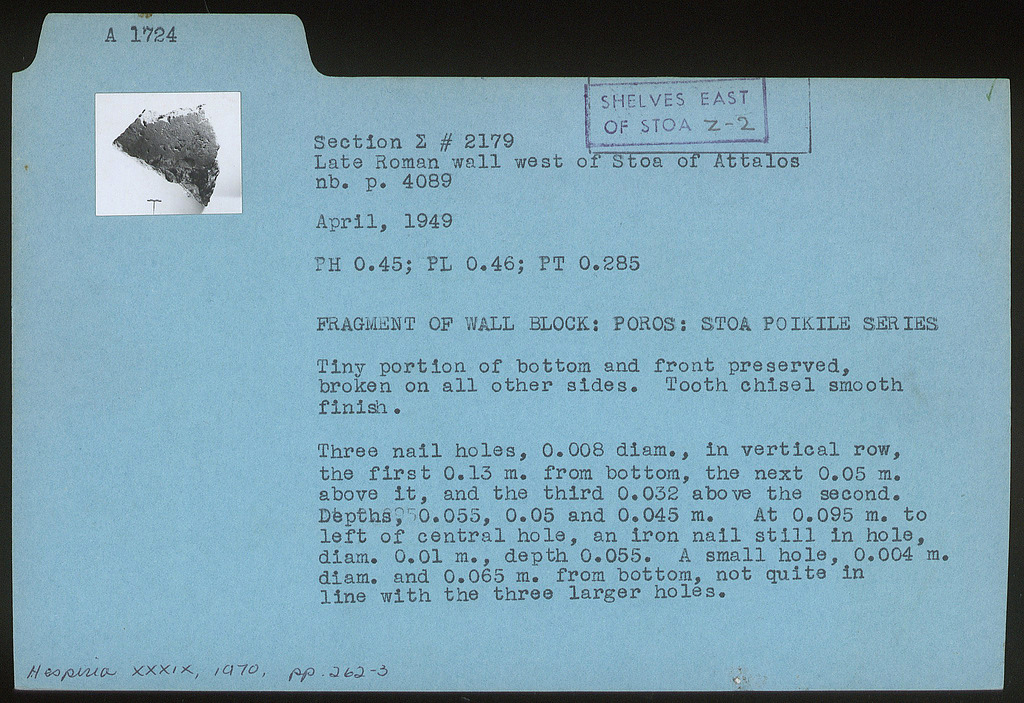 A 1724
SHELVES EAST
OF STOA Z-2
Section Σ # 2179
Late Roman wall west of Stoa of Attalos
nb. p. 4089
April, 1949
PH 0.45; PL 0.46; PT 0.285
FRAGMENT OF WALL BLOCK: POROS: STOA POIKILE SERIES
Tiny portion of bottom and front preserved,
broken on all other sides. Tooth chisel smooth
finish.
Three nail holes, 0.008 diam., in vertical row,
the first 0.13 m. from bottom, the next 0.05 m.
above it, and the third 0.032 above the second.
Depths, 0.055, 0.05 and 0.045 m. At 0.095 m. to
left of central hole, an iron nail still in hole,
diam. 0.01 m., depth 0.055. A small hole, 0.004 m.
diam. and 0.065 m. from bottom, not quite in
line with the three larger holes.
Hesperia XXXIX, 1970, pp. 262-3